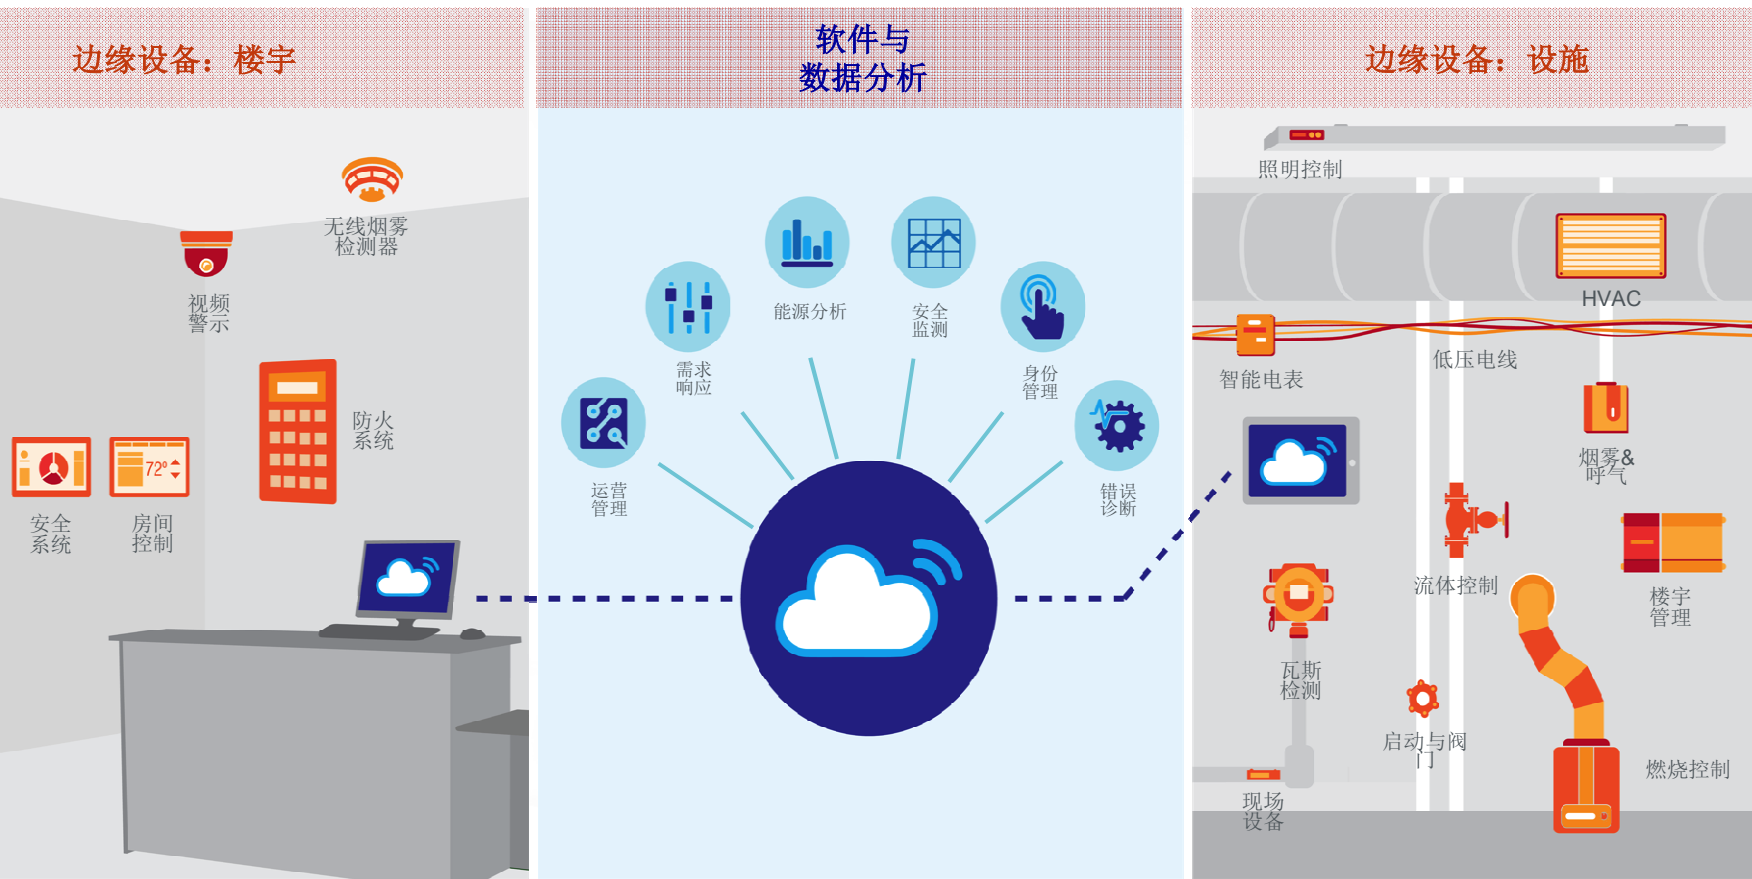 边缘设备：楼宇
无线烟雾
检测器
视频
警示
防火
系统
72°
安全
系统
房间
控制
软件与
数据分析
能源分析
安全
监测
需求
响应
身份
管理
运营
管理
错误
诊断
边缘设备：设施
照明控制
HVAC
低压电线
智能电表
烟雾&
呼气
流体控制
楼宇
管理
瓦斯
检测
启动与阀
门
燃烧控制
现场
设备